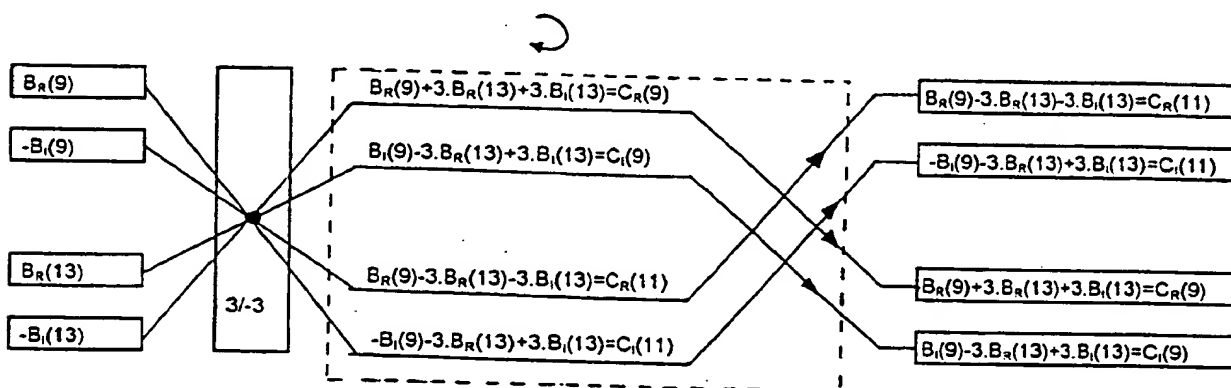 B_R(9)
-B_I(9)
B_R(13)
-B_I(13)
3/-3
B_R(9)+3.B_R(13)+3.B_I(13)=C_R(9)
B_I(9)-3.B_R(13)+3.B_I(13)=C_I(9)
B_R(9)-3.B_R(13)-3.B_I(13)=C_R(11)
-B_I(9)-3.B_R(13)+3.B_I(13)=C_I(11)
B_R(9)-3.B_R(13)-3.B_I(13)=C_R(11)
-B_I(9)-3.B_R(13)+3.B_I(13)=C_I(11)
B_R(9)+3.B_R(13)+3.B_I(13)=C_R(9)
B_I(9)-3.B_R(13)+3.B_I(13)=C_I(9)